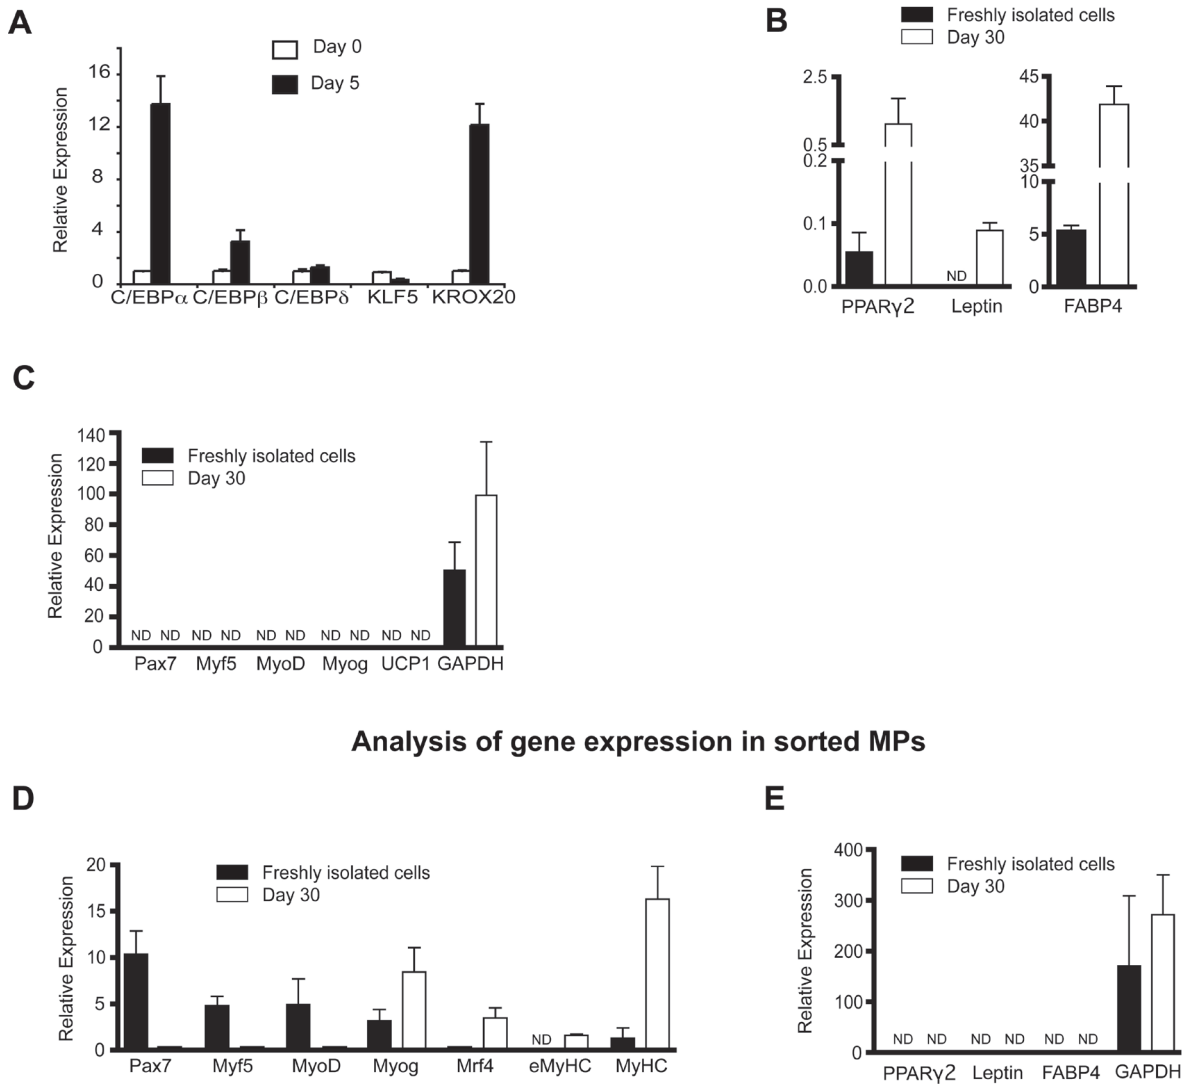 A
Day 0
Day 5
Relative Expression
16
12
8
4
0
C/EBPα C/EBPβ C/EBPδ KLF5 KROX20
B
Freshly isolated cells
Day 30
2.5
0.5
0.2
0.1
0.0
ND
PPARγ2 Leptin
45
40
35
10
5
0
FABP4
C
Freshly isolated cells
Day 30
Relative Expression
140
120
100
80
60
40
20
0
ND ND ND ND ND ND ND ND ND ND
Pax7 Myf5 MyoD Myog UCP1 GAPDH
Analysis of gene expression in sorted MPs
D
Freshly isolated cells
Day 30
Relative Expression
20
15
10
5
0
ND
Pax7 Myf5 MyoD Myog Mrf4 eMyHC MyHC
E
Freshly isolated cells
Day 30
Relative Expression
400
300
200
100
0
ND ND ND ND ND ND
PPARγ2 Leptin FABP4 GAPDH